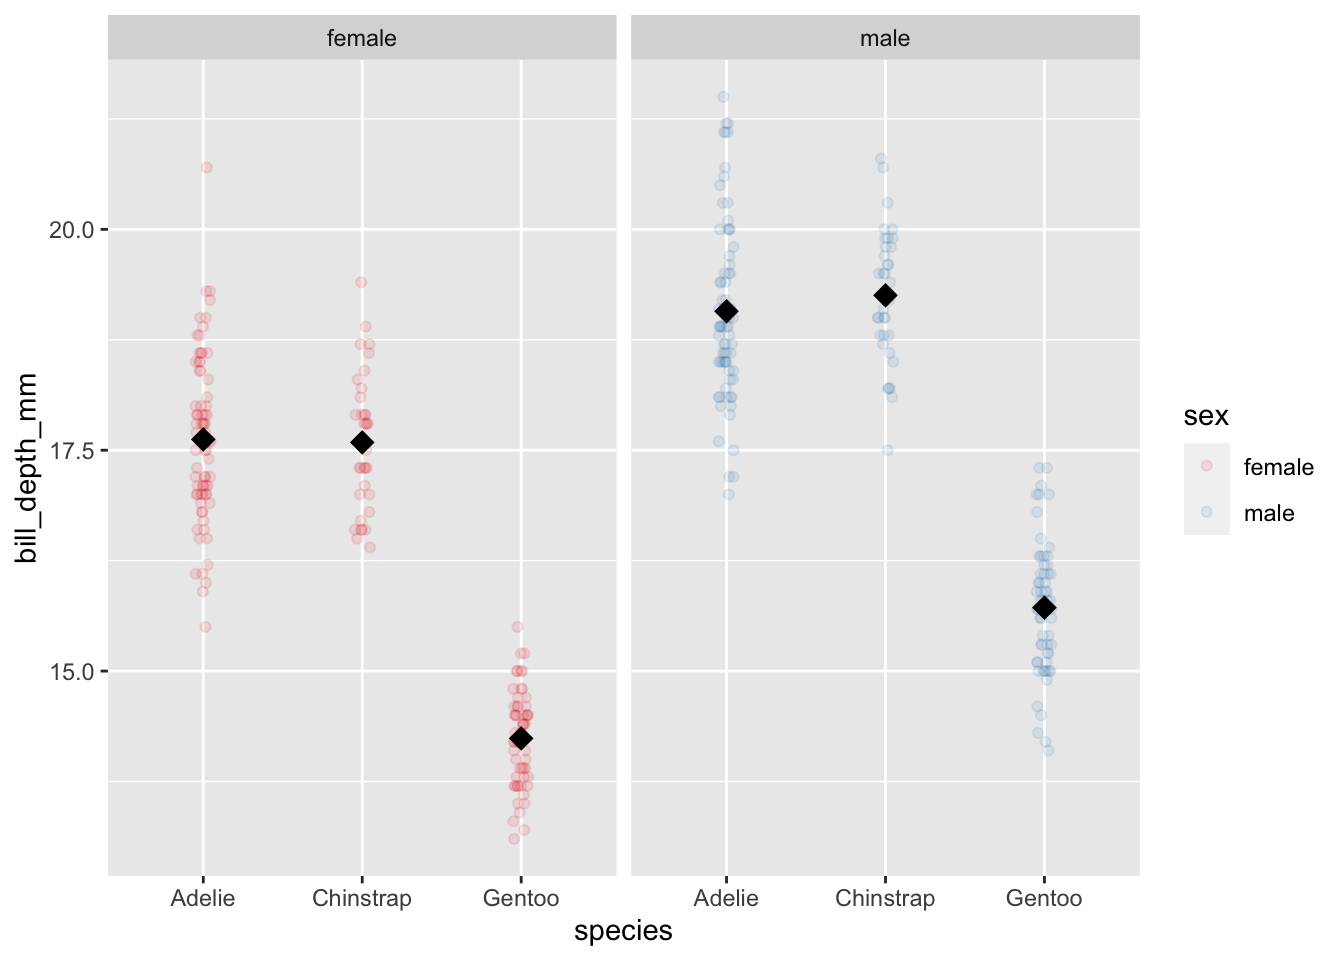 female
male
bill_depth_mm
20.0
17.5
15.0
Adelie
Chinstrap
Gentoo
Adelie
Chinstrap
Gentoo
species
sex
female
male